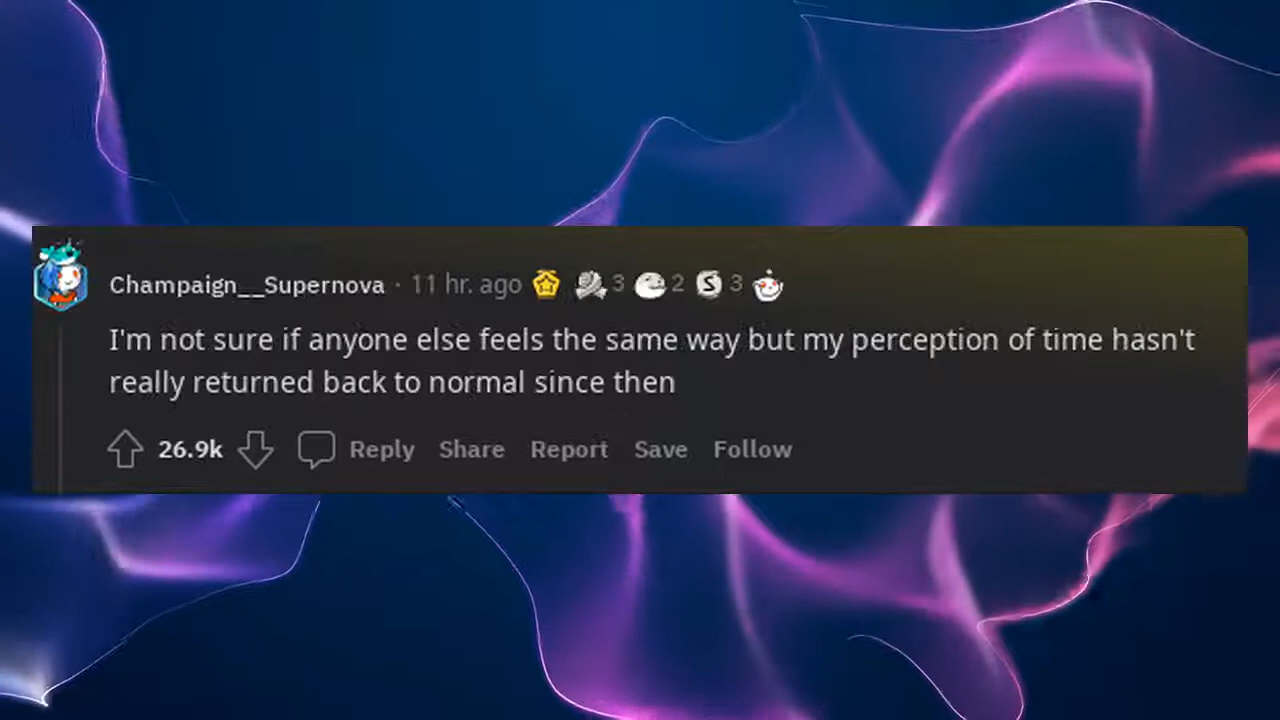 Champaign__Supernova · 11 hr. ago 3 2 S 3
I'm not sure if anyone else feels the same way but my perception of time hasn't
really returned back to normal since then
26.9k Reply Share Report Save Follow